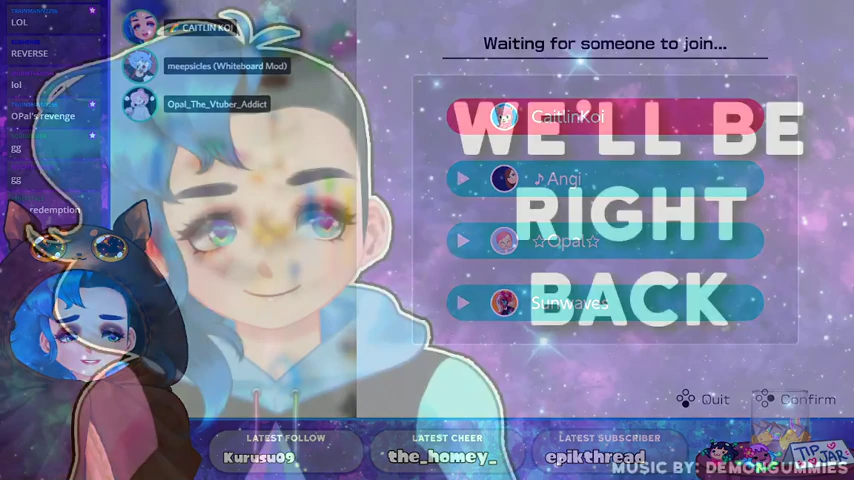 LOL
REVERSE
lol
OPal's revenge
gg
gg
redemption
CAITLIN KOI
meepsicles (Whiteboard Mod)
Opal_The_Vtuber_Addict
Waiting for someone to join...
CaitlinKoi
♪Angi
☆Opal☆
Sunwaves
WE'LL BE
RIGHT
BACK
Quit
Confirm
LATEST FOLLOW
Kurusu09
LATEST CHEER
the_homey_
LATEST SUBSCRIBER
epikthread
TIP
JAR
MUSIC BY: DEMONGUMMIES